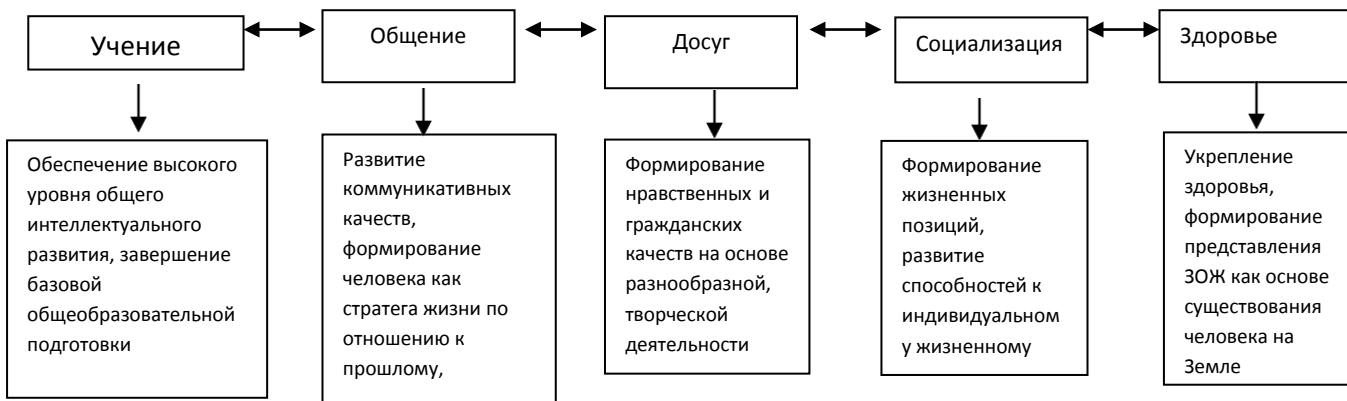 Учение
Общение
Досуг
Социализация
Здоровье
Обеспечение высокого
уровня общего
интеллектуального
развития, завершение
базовой
общеобразовательной
подготовки
Развитие
коммуникативных
качеств,
формирование
человека как
стратега жизни по
отношению к
прошлому,
Формирование
нравственных и
гражданских
качеств на основе
разнообразной,
творческой
деятельности
Формирование
жизненных
позиций,
развитие
способностей к
индивидуальном
у жизненному
Укрепление
здоровья,
формирование
представления
ЗОЖ как основе
существования
человека на
Земле